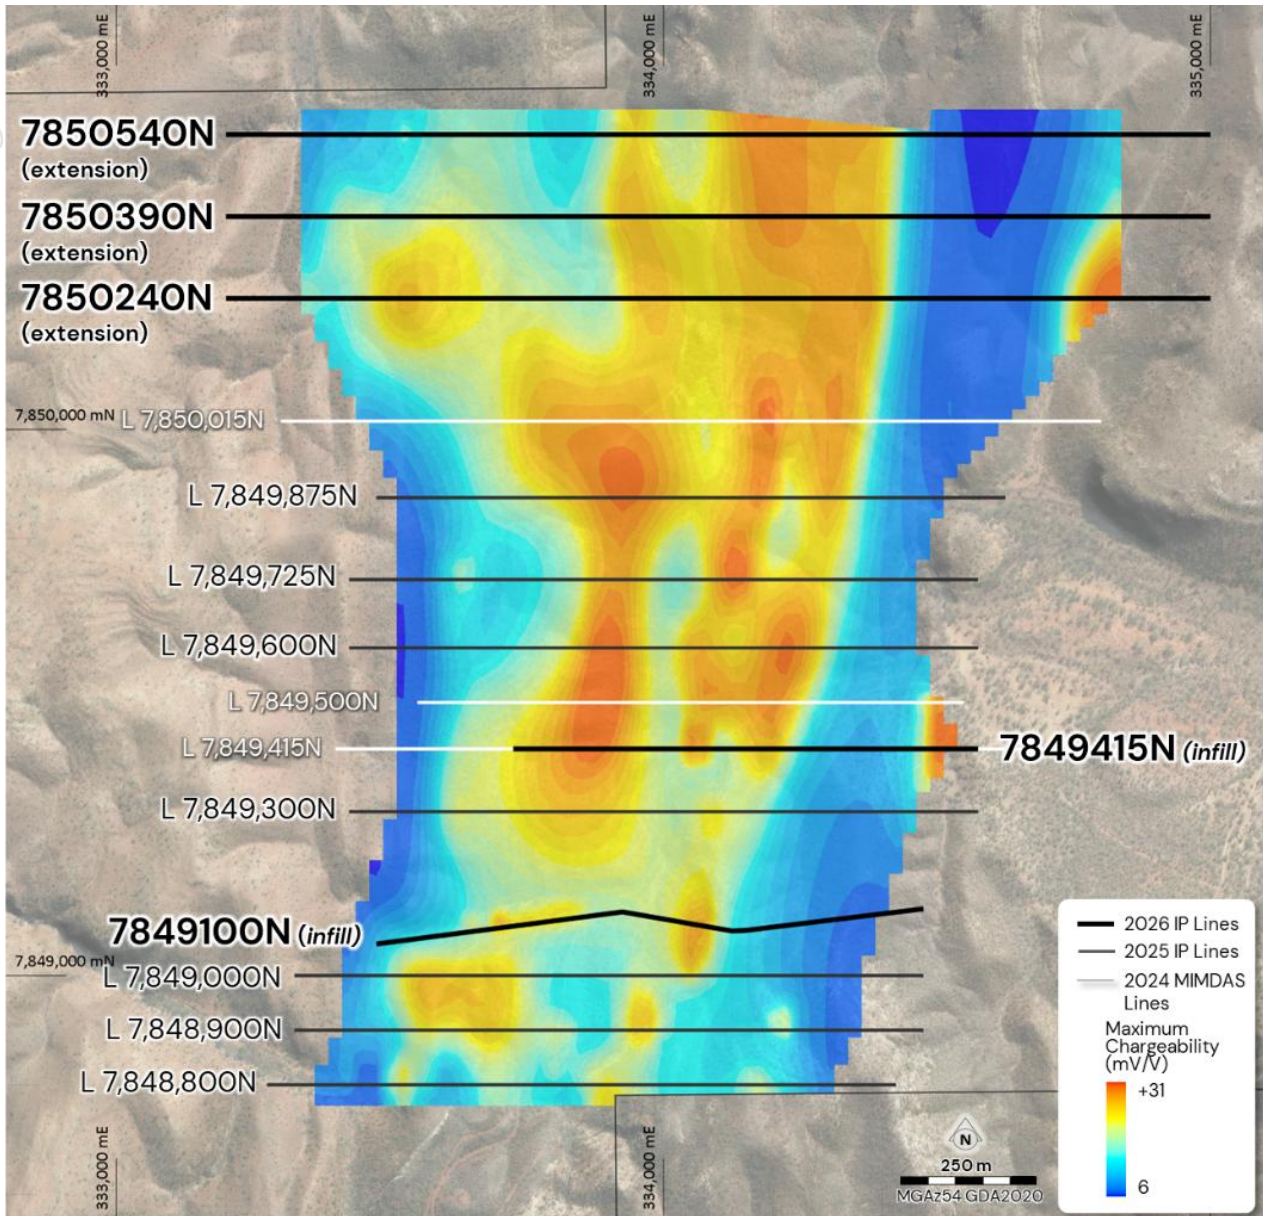 333,000 mE
334,000 mE
335,000 mE
7850540N
(extension)
7850390N
(extension)
7850240N
(extension)
7,850,000 mN
L 7,850,015N
L 7,849,875N
L 7,849,725N
L 7,849,600N
L 7,849,500N
L 7,849,415N
7849415N (infill)
L 7,849,300N
7849100N (infill)
7,849,000 mN
L 7,849,000N
L 7,848,900N
L 7,848,800N
2026 IP Lines
2025 IP Lines
2024 MIMDAS
Lines
Maximum
Chargeability
(mV/V)
+31
6
N
250 m
MGAz54 GDA2020
333,000 mE
334,000 mE